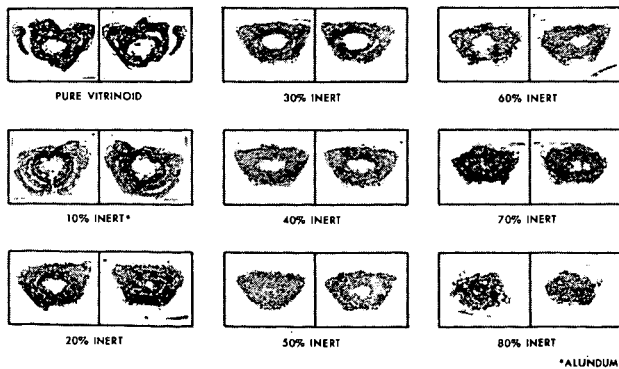 PURE VITRINOID
30% INERT
60% INERT
10% INERT*
40% INERT
70% INERT
20% INERT
50% INERT
80% INERT
*ALUNDUM